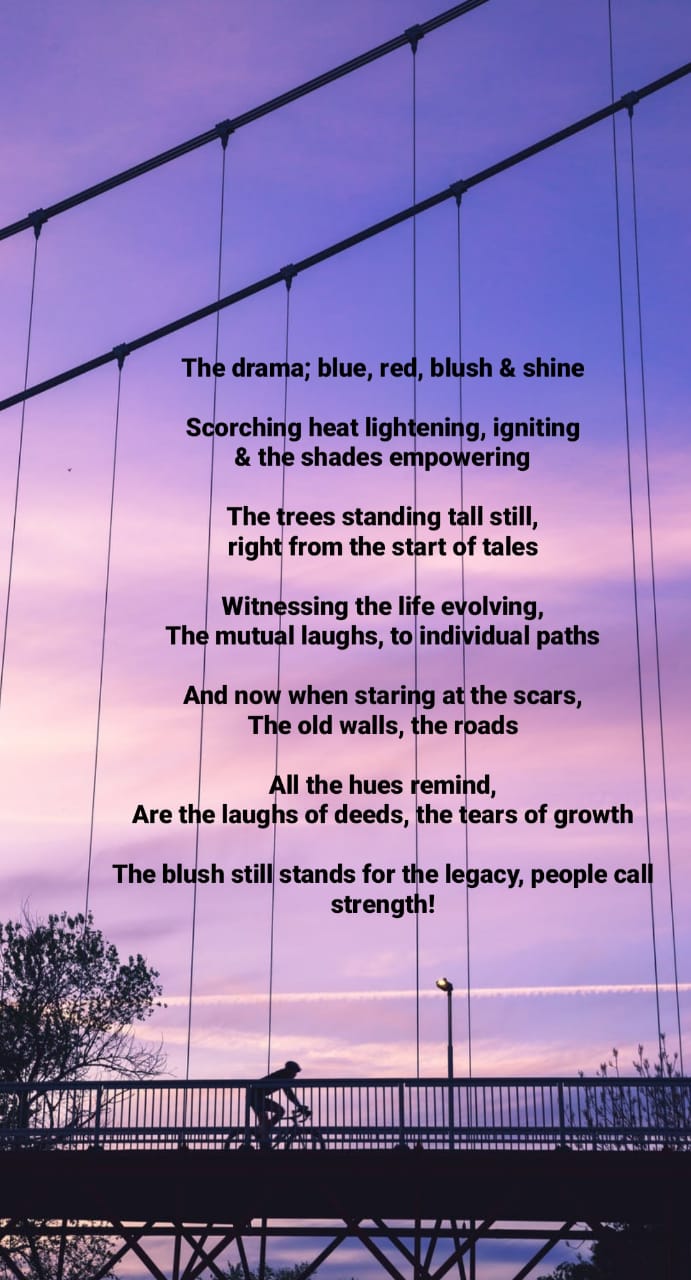 The drama; blue, red, blush & shine
Scorching heat lightening, igniting
& the shades empowering
The trees standing tall still,
right from the start of tales
Witnessing the life evolving,
The mutual laughs, to individual paths
And now when staring at the scars,
The old walls, the roads
All the hues remind,
Are the laughs of deeds, the tears of growth
The blush still stands for the legacy, people call
strength!